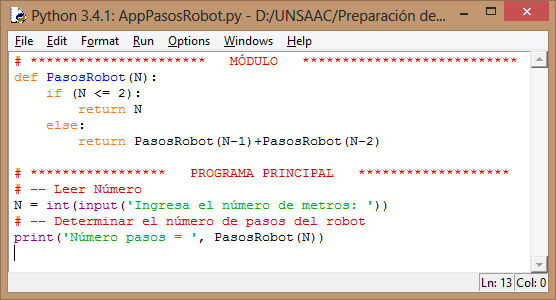 Python 3.4.1: AppPasosRobot.py - D:/UNSAAC/Preparación de...
File Edit Format Run Options Windows Help
# ********************** MÓDULO ***************************
def PasosRobot(N):
    if (N <= 2):
        return N
    else:
        return PasosRobot(N-1)+PasosRobot(N-2)
# ***************** PROGRAMA PRINCIPAL *******************
# -- Leer Número
N = int(input('Ingresa el número de metros: '))
# -- Determinar el número de pasos del robot
print('Número pasos = ', PasosRobot(N))
Ln: 13 Col: 0